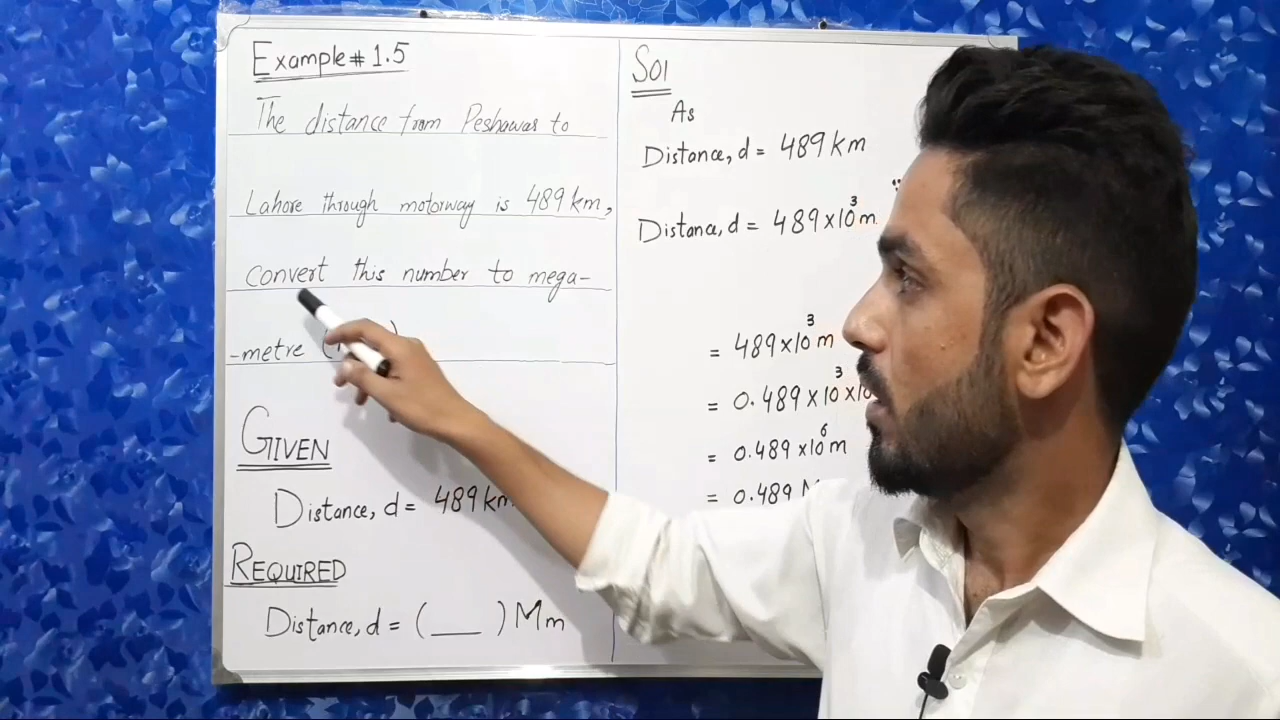 Example# 1.5
The distance from Peshawar to
Lahore through motorway is 489 km,
convert this number to mega-
-metre (
GIVEN
Distance, d = 489 km
REQUIRED
Distance, d = ( ___ ) Mm
Sol
As
Distance, d = 489 km
Distance, d = 489×10³ m
= 489×10³ m
= 0.489×10³×10
= 0.489×10⁶ m
= 0.489 M